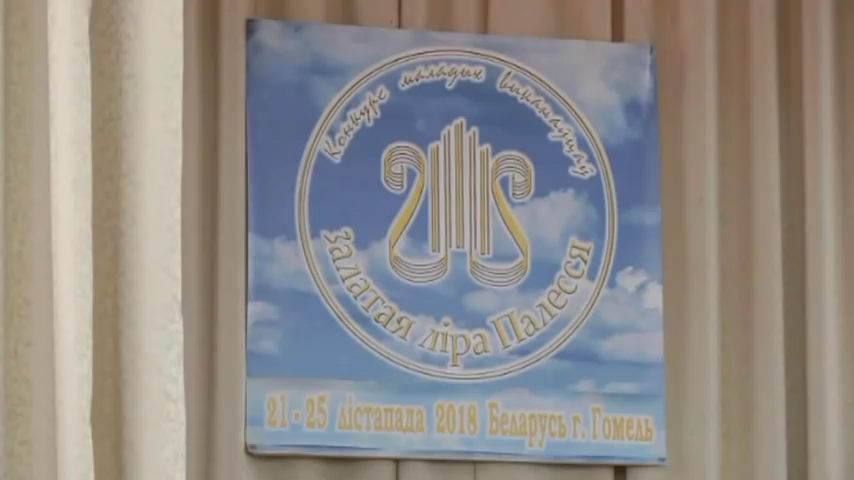 Конкурс маладых выканаўцаў
Залатая ліра Палесся
21 - 25 лістапада 2018 Беларусь г. Гомель